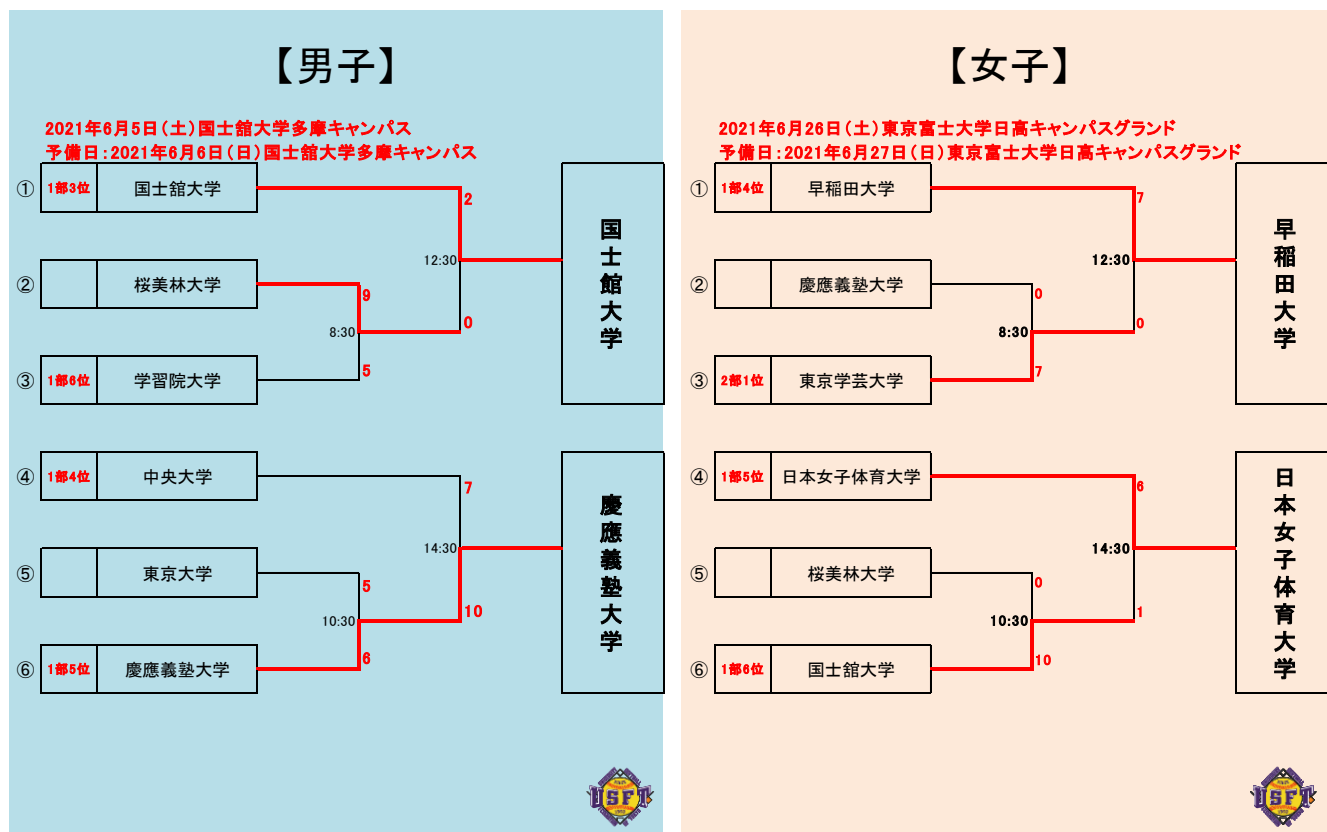 【男子】
2021年6月5日(土)国士舘大学多摩キャンパス
予備日:2021年6月6日(日)国士舘大学多摩キャンパス
① 1部3位 国士舘大学
2
12:30
② 桜美林大学
9
8:30
0
③ 1部6位 学習院大学
5
国士館大学
④ 1部4位 中央大学
7
14:30
⑤ 東京大学
5
10:30
10
⑥ 1部5位 慶應義塾大学
6
慶應義塾大学
USFT
【女子】
2021年6月26日(土)東京富士大学日高キャンパスグランド
予備日:2021年6月27日(日)東京富士大学日高キャンパスグランド
① 1部4位 早稲田大学
7
12:30
② 慶應義塾大学
0
8:30
0
③ 2部1位 東京学芸大学
7
早稲田大学
④ 1部5位 日本女子体育大学
6
14:30
⑤ 桜美林大学
0
10:30
1
⑥ 1部6位 国士舘大学
10
日本女子体育大学
USFT